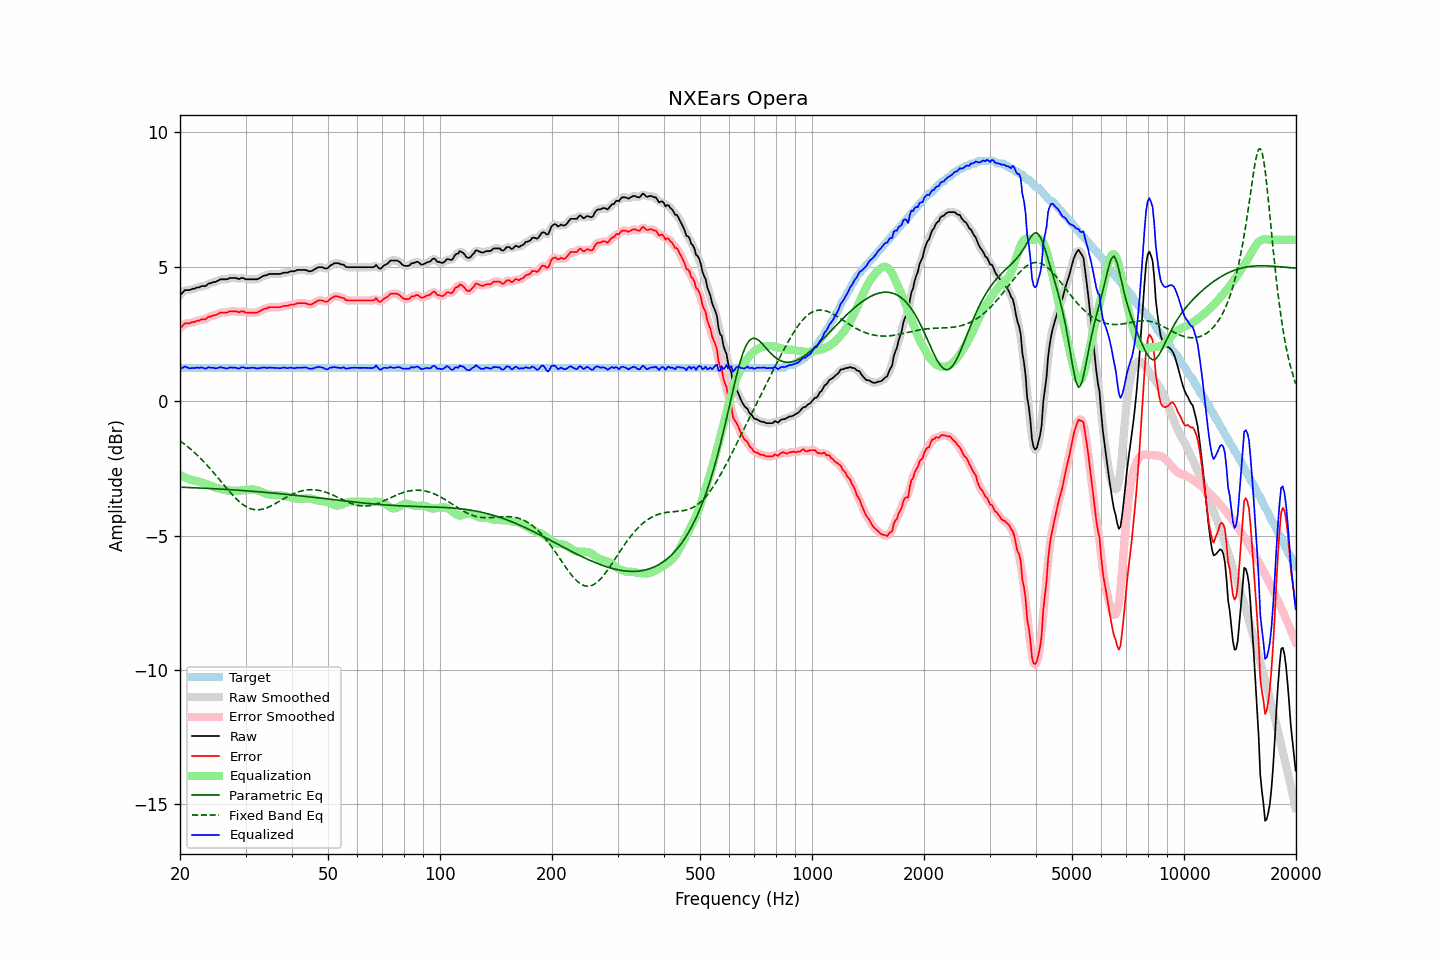 NXEars Opera
Amplitude (dBr)
10
5
0
−5
−10
−15
Target
Raw Smoothed
Error Smoothed
Raw
Error
Equalization
Parametric Eq
Fixed Band Eq
Equalized
20 50 100 200 500 1000 2000 5000 10000 20000
Frequency (Hz)